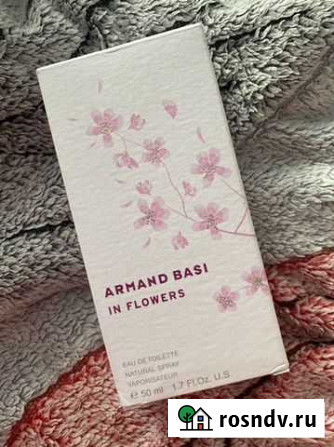 ARMAND BASI
IN FLOWERS
EAU DE TOILETTE
NATURAL SPRAY
VAPORISATEUR
℮ 50 ml 1.7 Fl.Oz. U.S.
rosndv.ru